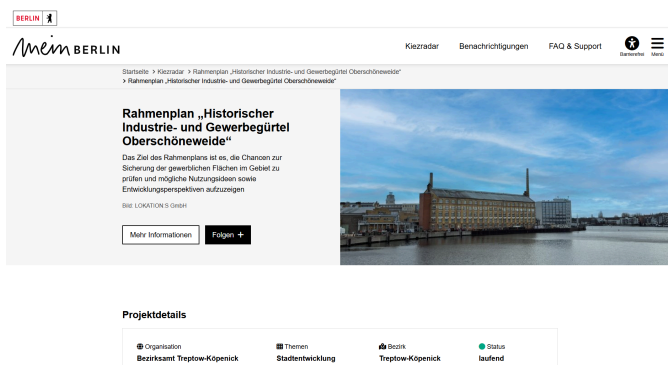 BERLIN
Mein BERLIN
Kiezradar Benachrichtigungen FAQ & Support Barrierefrei Menü
Startseite > Kiezradar > Rahmenplan „Historischer Industrie- und Gewerbegürtel Oberschöneweide“
> Rahmenplan „Historischer Industrie- und Gewerbegürtel Oberschöneweide“
Rahmenplan „Historischer
Industrie- und Gewerbegürtel
Oberschöneweide“
Das Ziel des Rahmenplans ist es, die Chancen zur
Sicherung der gewerblichen Flächen im Gebiet zu
prüfen und mögliche Nutzungsideen sowie
Entwicklungsperspektiven aufzuzeigen
Bild: LOKATION:S GmbH
Mehr Informationen Folgen +
Projektdetails
Organisation Themen Bezirk Status
Bezirksamt Treptow-Köpenick Stadtentwicklung Treptow-Köpenick laufend